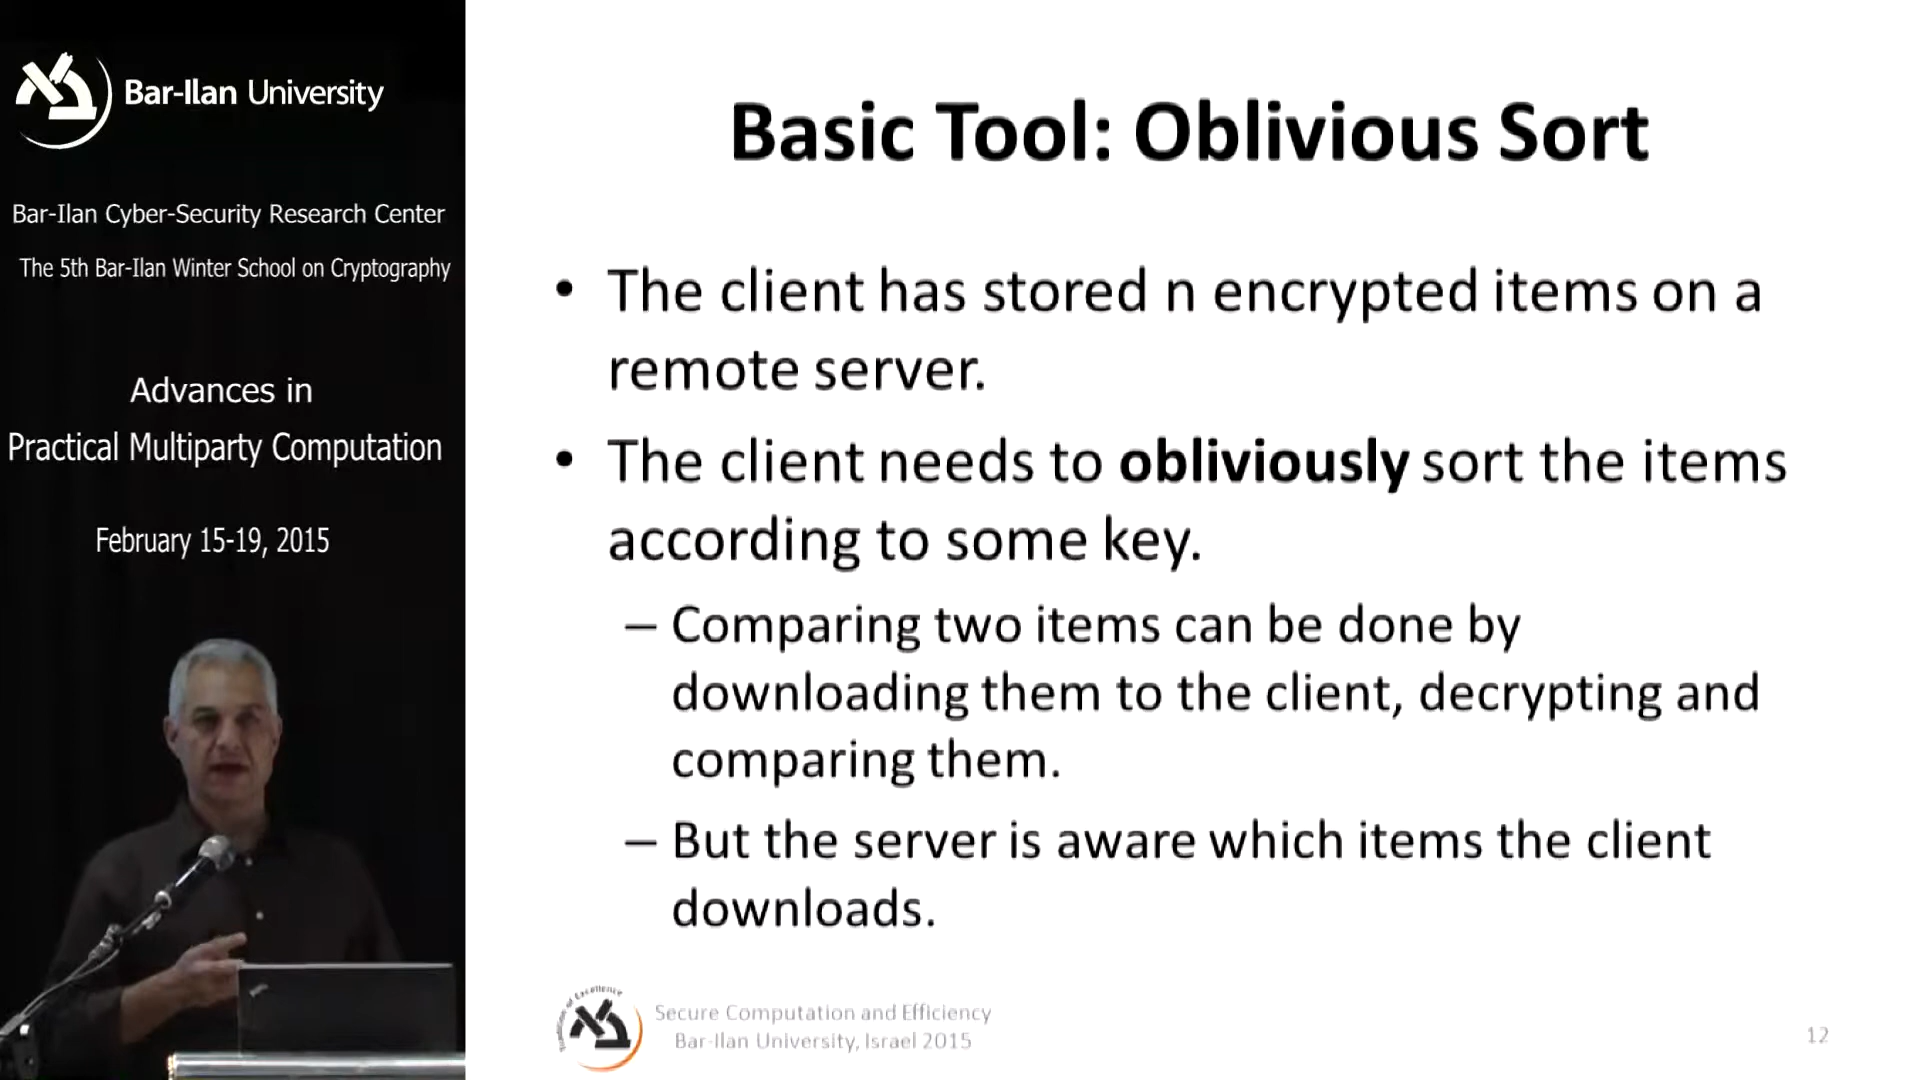 Bar-Ilan University
Bar-Ilan Cyber-Security Research Center
The 5th Bar-Ilan Winter School on Cryptography
Advances in
Practical Multiparty Computation
February 15-19, 2015
Basic Tool: Oblivious Sort
• The client has stored n encrypted items on a
remote server.
• The client needs to obliviously sort the items
according to some key.
– Comparing two items can be done by
downloading them to the client, decrypting and
comparing them.
– But the server is aware which items the client
downloads.
of Excellence
Secure Computation and Efficiency
Bar-Ilan University, Israel 2015
12